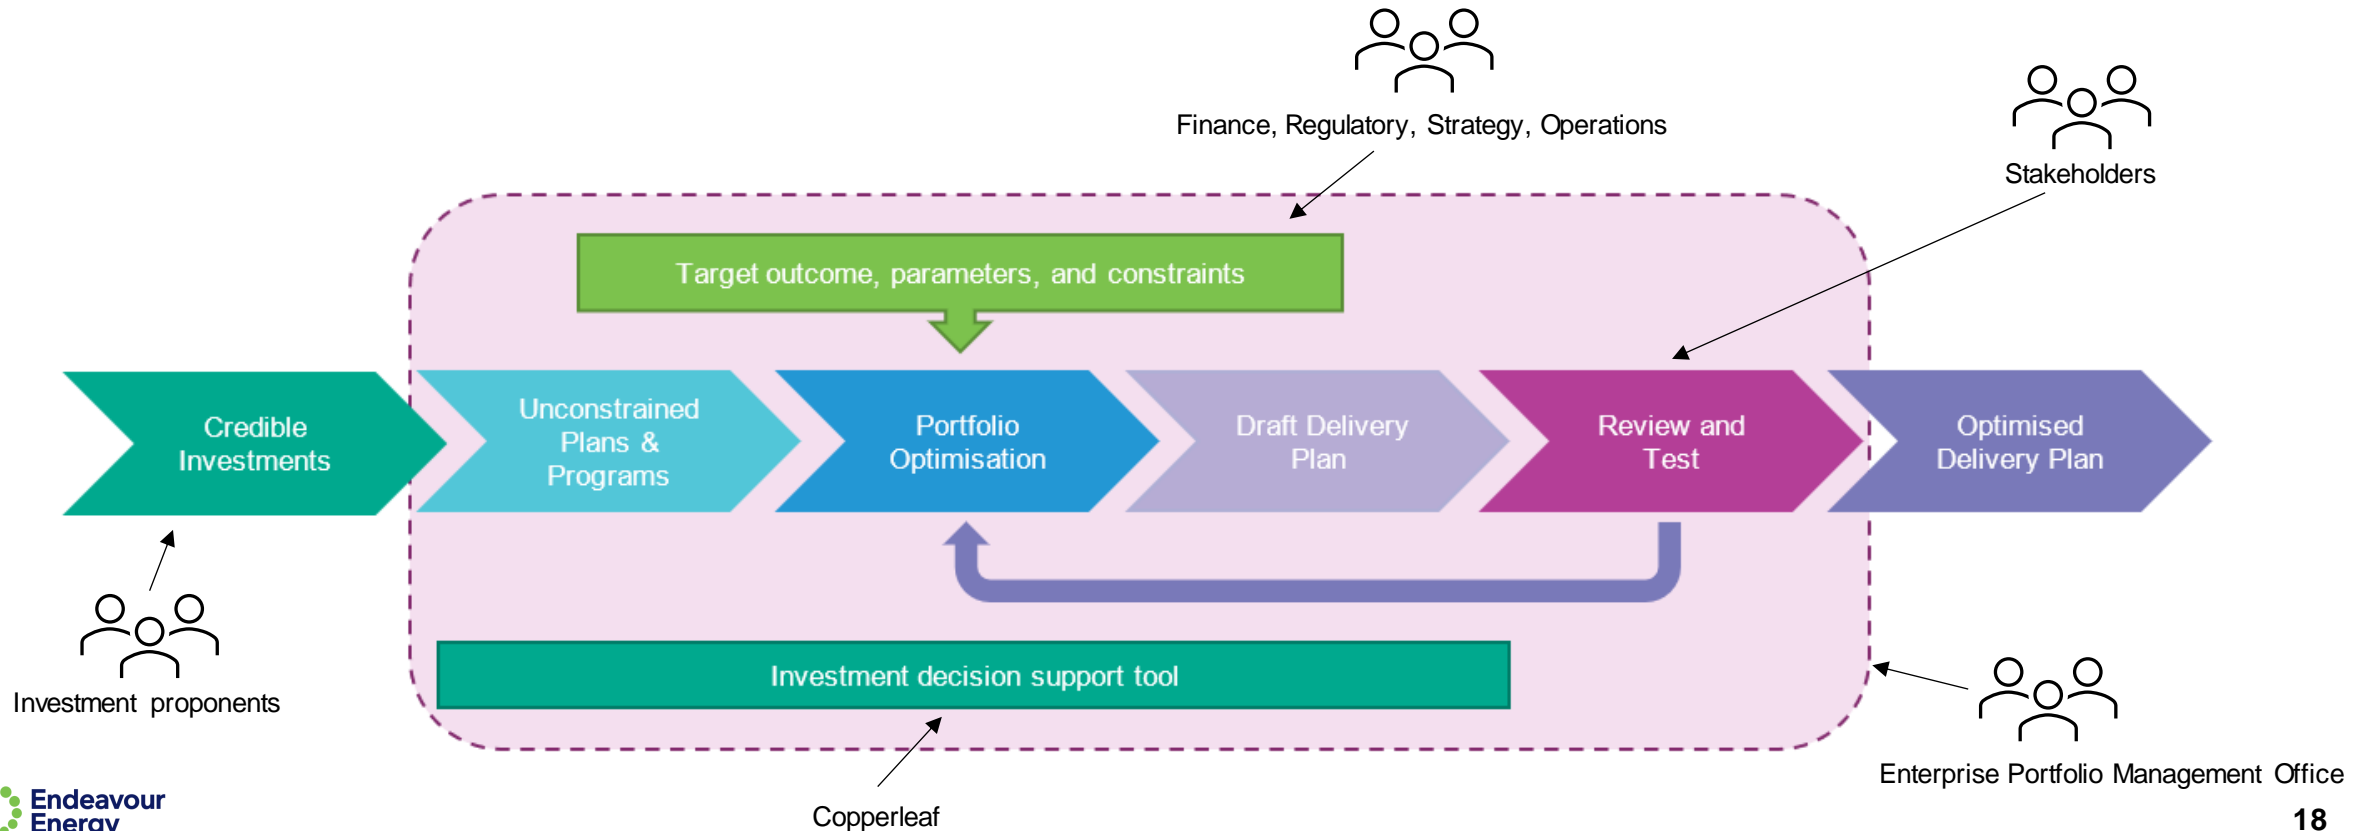 Finance, Regulatory, Strategy, Operations
Stakeholders
Target outcome, parameters, and constraints
Credible
Investments
Unconstrained
Plans &
Programs
Portfolio
Optimisation
Draft Delivery
Plan
Review and
Test
Optimised
Delivery Plan
Investment decision support tool
Investment proponents
Enterprise Portfolio Management Office
Copperleaf
Endeavour
Energy
18